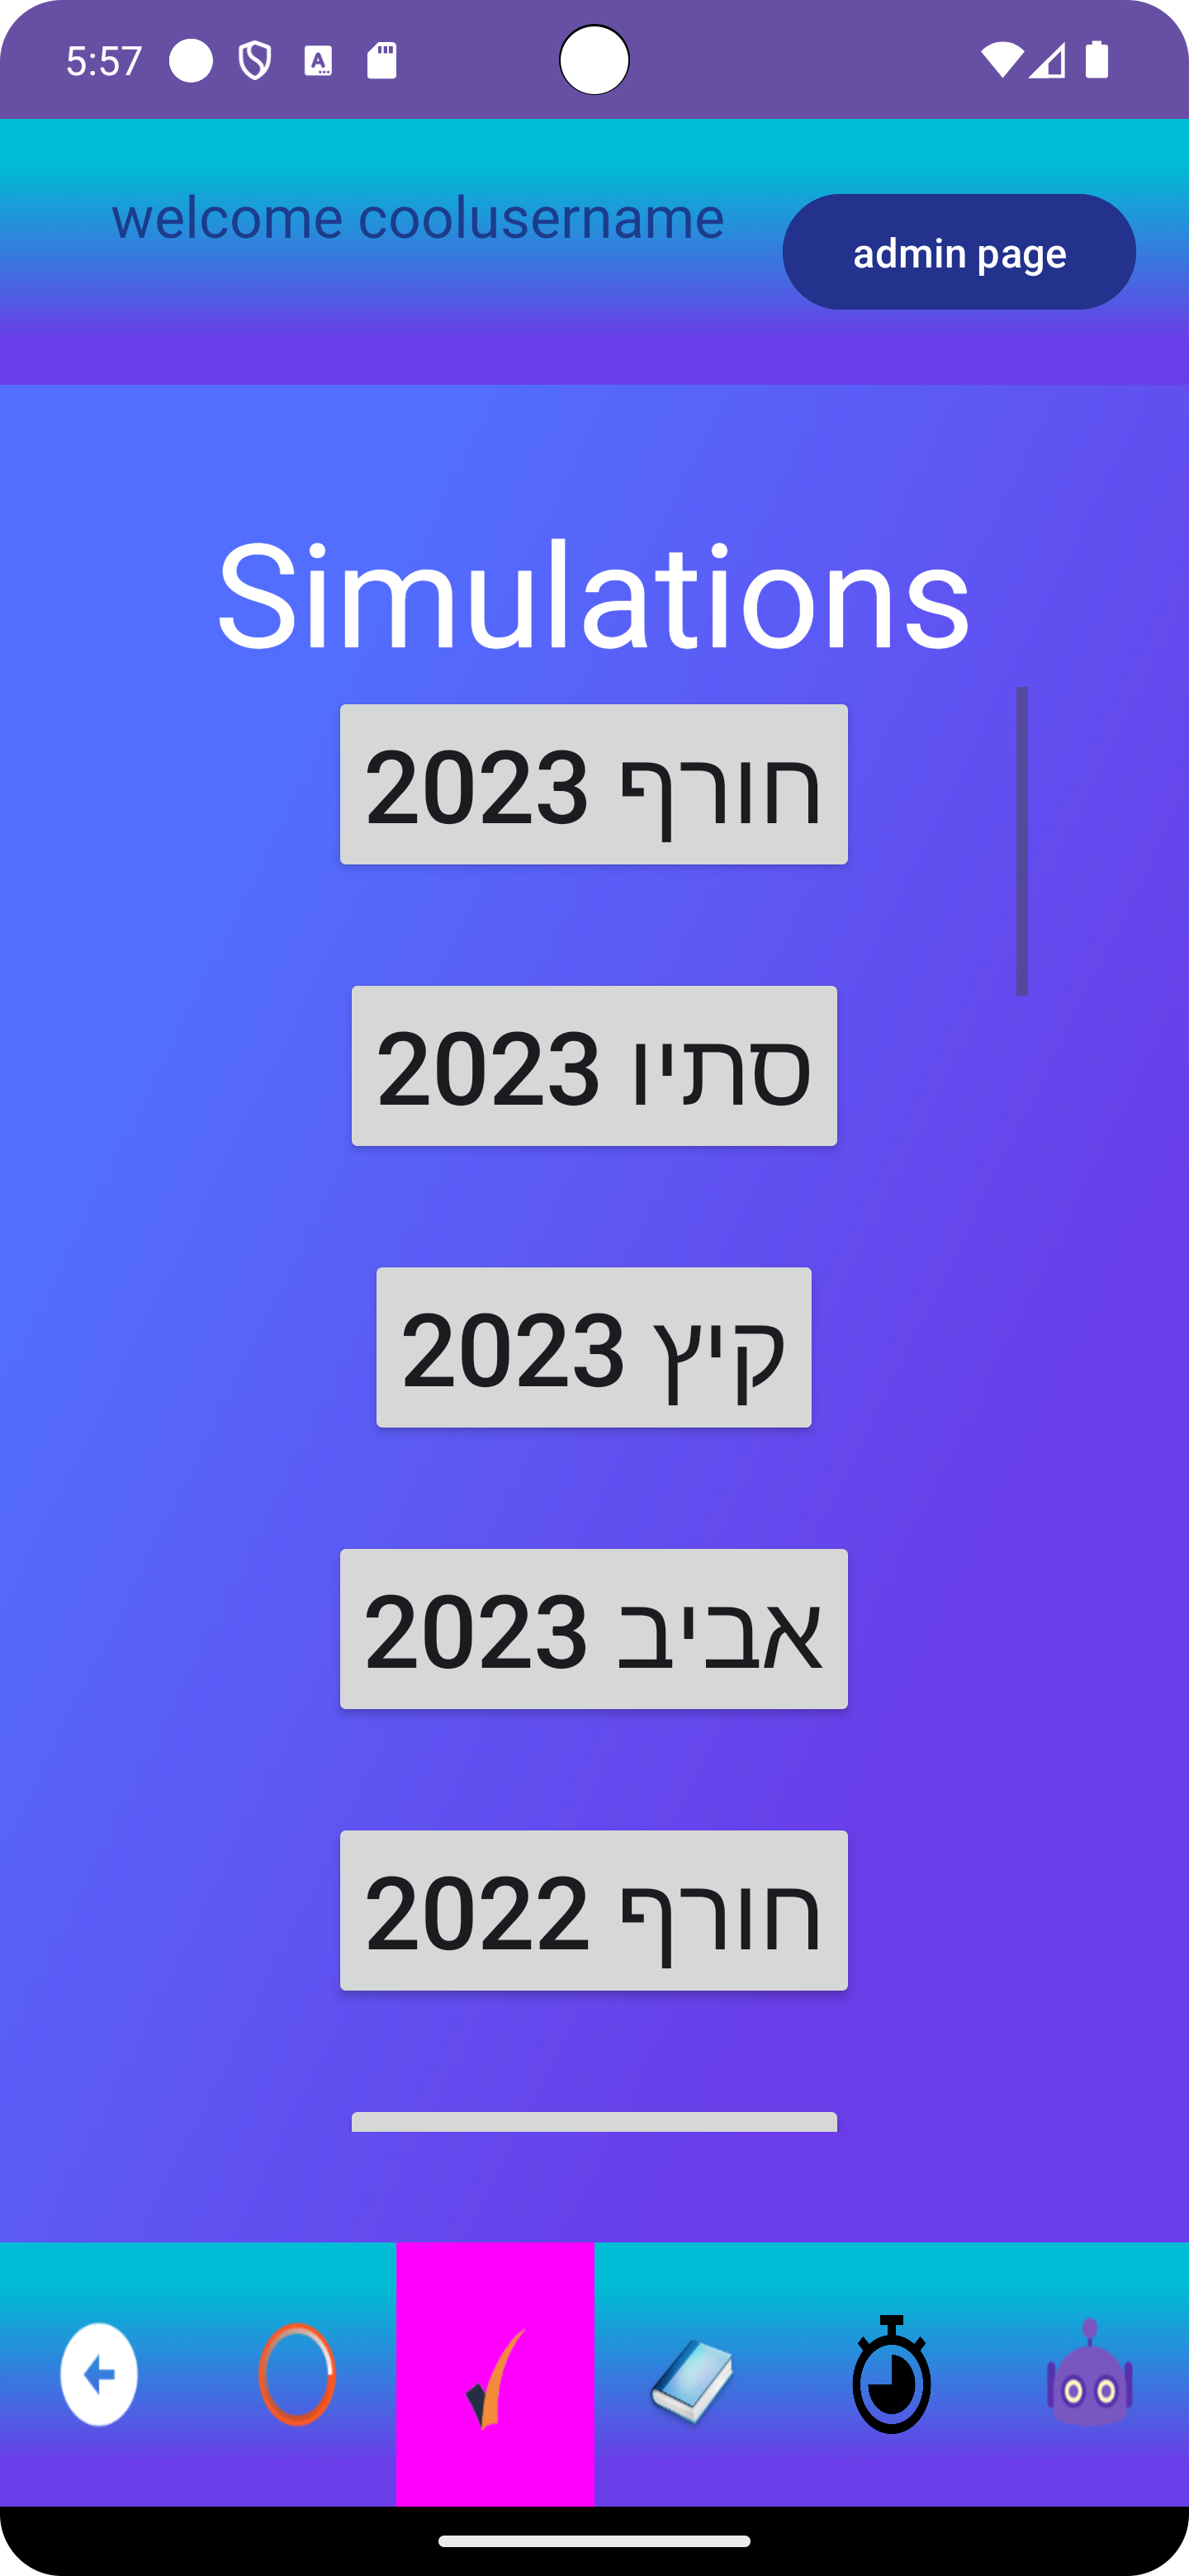 5:57
welcome coolusername
admin page
Simulations
חורף 2023
סתיו 2023
קיץ 2023
אביב 2023
חורף 2022